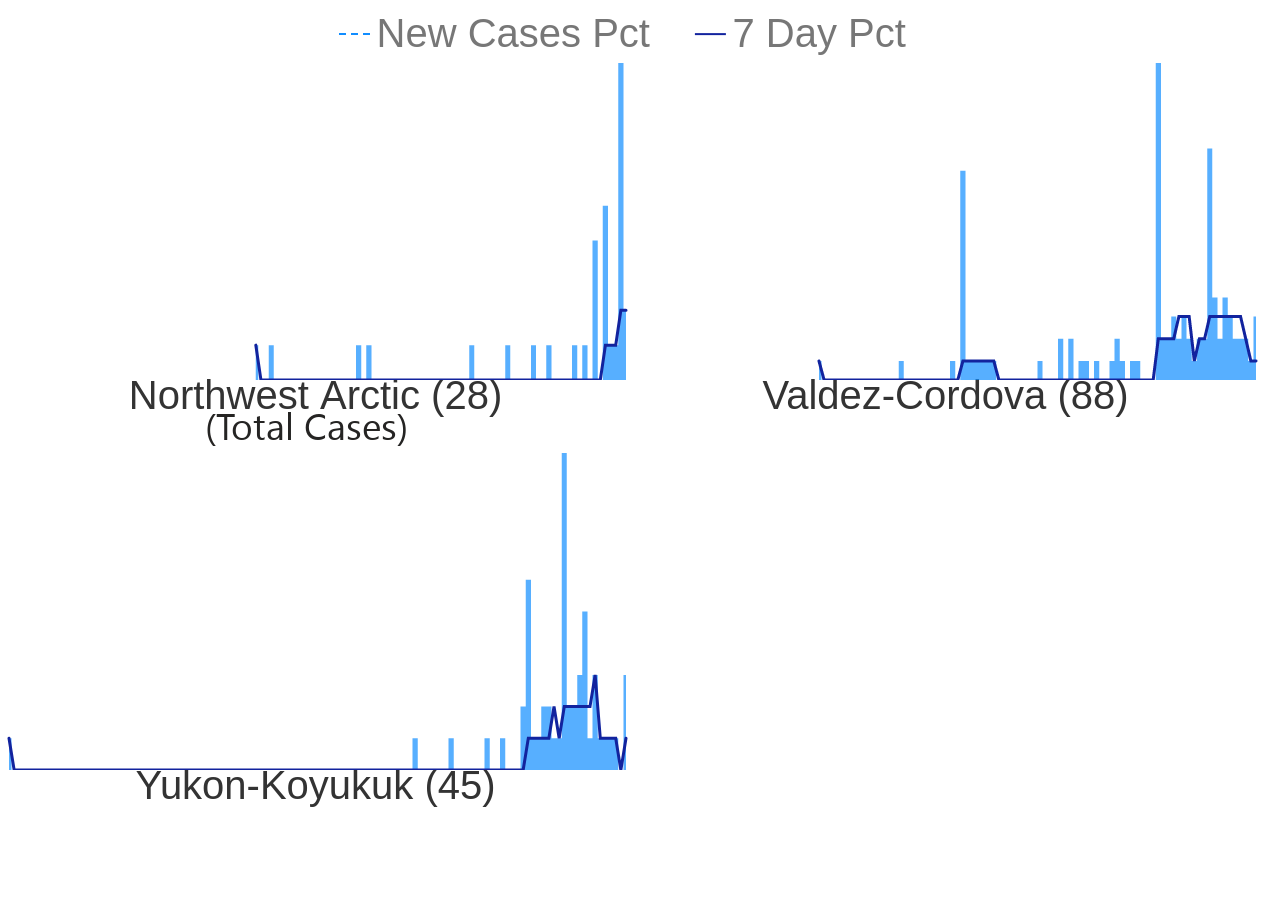 New Cases Pct 7 Day Pct
Northwest Arctic (28)
(Total Cases)
Valdez-Cordova (88)
Yukon-Koyukuk (45)